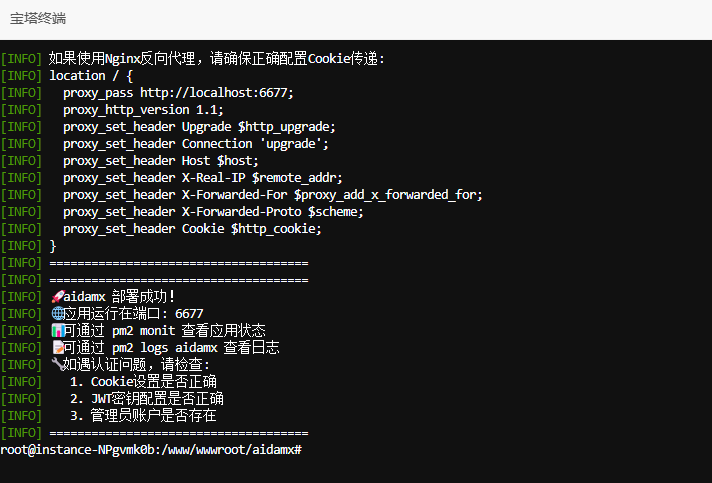 宝塔终端
[INFO] 如果使用Nginx反向代理，请确保正确配置Cookie传递:
[INFO] location / {
[INFO]   proxy_pass http://localhost:6677;
[INFO]   proxy_http_version 1.1;
[INFO]   proxy_set_header Upgrade $http_upgrade;
[INFO]   proxy_set_header Connection 'upgrade';
[INFO]   proxy_set_header Host $host;
[INFO]   proxy_set_header X-Real-IP $remote_addr;
[INFO]   proxy_set_header X-Forwarded-For $proxy_add_x_forwarded_for;
[INFO]   proxy_set_header X-Forwarded-Proto $scheme;
[INFO]   proxy_set_header Cookie $http_cookie;
[INFO] }
[INFO] =====================================
[INFO] =====================================
[INFO] 🚀aidamx 部署成功!
[INFO] 🌐应用运行在端口: 6677
[INFO] 📊可通过 pm2 monit 查看应用状态
[INFO] 📝可通过 pm2 logs aidamx 查看日志
[INFO] 🔧如遇认证问题，请检查:
[INFO]    1. Cookie设置是否正确
[INFO]    2. JWT密钥配置是否正确
[INFO]    3. 管理员账户是否存在
[INFO] =====================================
root@instance-NPgvmk0b:/www/wwwroot/aidamx#